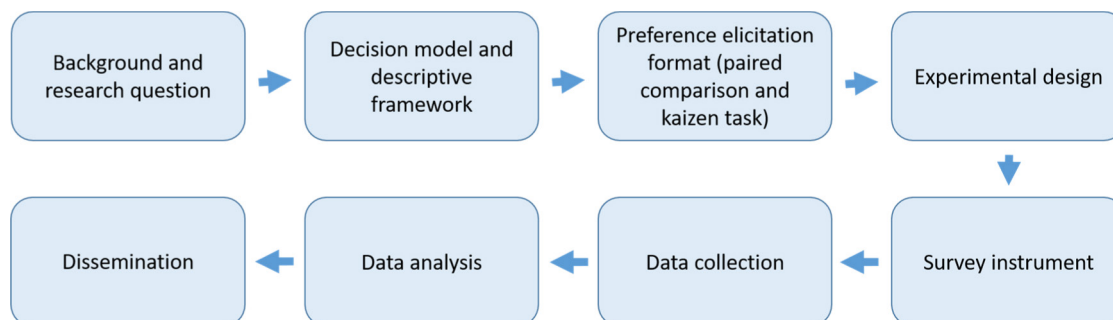 Background and
research question
Decision model and
descriptive
framework
Preference elicitation
format (paired
comparison and
kaizen task)
Experimental design
Survey instrument
Data collection
Data analysis
Dissemination